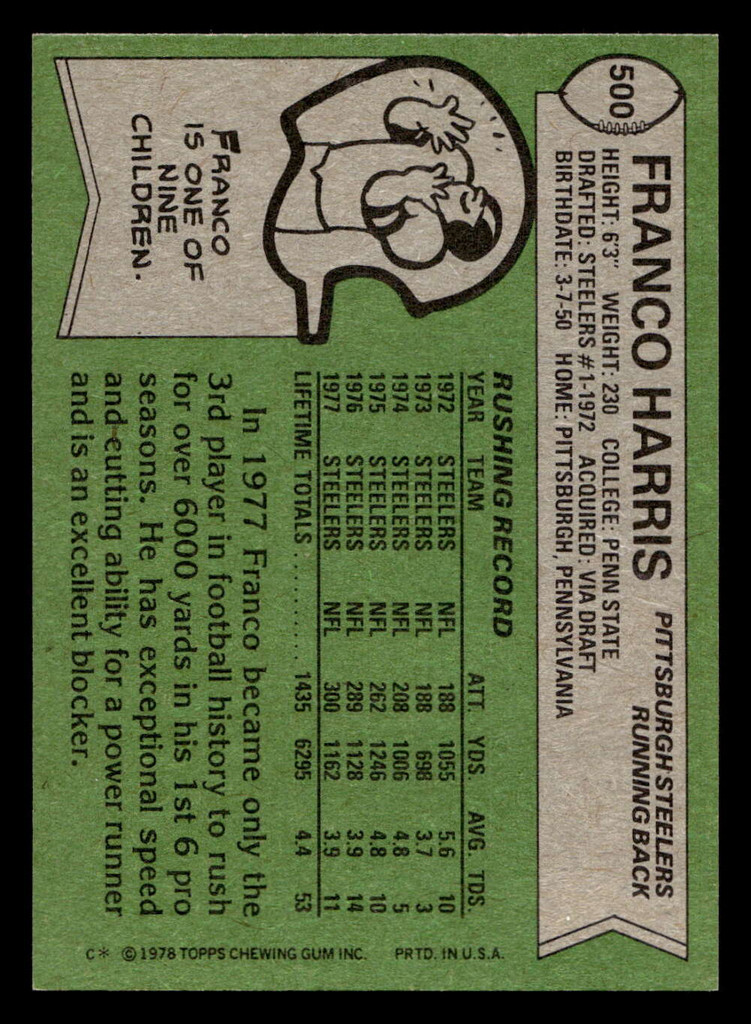 500
FRANCO HARRIS
PITTSBURGH STEELERS
RUNNING BACK
HEIGHT: 6'3" WEIGHT: 230 COLLEGE: PENN STATE
DRAFTED: STEELERS #1-1972 ACQUIRED: VIA DRAFT
BIRTHDATE: 3-7-50 HOME: PITTSBURGH, PENNSYLVANIA
FRANCO
IS ONE OF
NINE
CHILDREN.
RUSHING RECORD
YEAR TEAM ATT. YDS. AVG. TDS.
1972 STEELERS NFL 188 1055 5.6 10
1973 STEELERS NFL 188 698 3.7 3
1974 STEELERS NFL 208 1006 4.8 5
1975 STEELERS NFL 262 1246 4.8 10
1976 STEELERS NFL 289 1128 3.9 14
1977 STEELERS NFL 300 1162 3.9 11
LIFETIME TOTALS .......... 1435 6295 4.4 53
In 1977 Franco became only the
3rd player in football history to rush
for over 6000 yards in his 1st 6 pro
seasons. He has exceptional speed
and cutting ability for a power runner
and is an excellent blocker.
C* ©1978 TOPPS CHEWING GUM INC. PRTD. IN U.S.A.